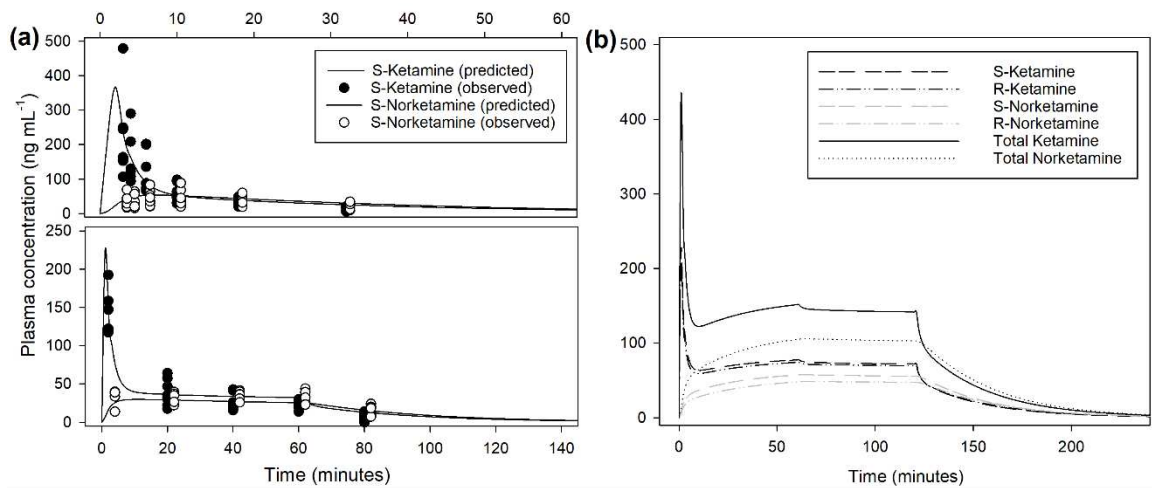 (a)
0 10 20 30 40 50 60
500
400
300
200
100
0
S-Ketamine (predicted)
S-Ketamine (observed)
S-Norketamine (predicted)
S-Norketamine (observed)
Plasma concentration (ng mL⁻¹)
250
200
150
100
50
0
0 20 40 60 80 100 120 140
Time (minutes)
(b)
500
400
300
200
100
0
S-Ketamine
R-Ketamine
S-Norketamine
R-Norketamine
Total Ketamine
Total Norketamine
0 50 100 150 200
Time (minutes)